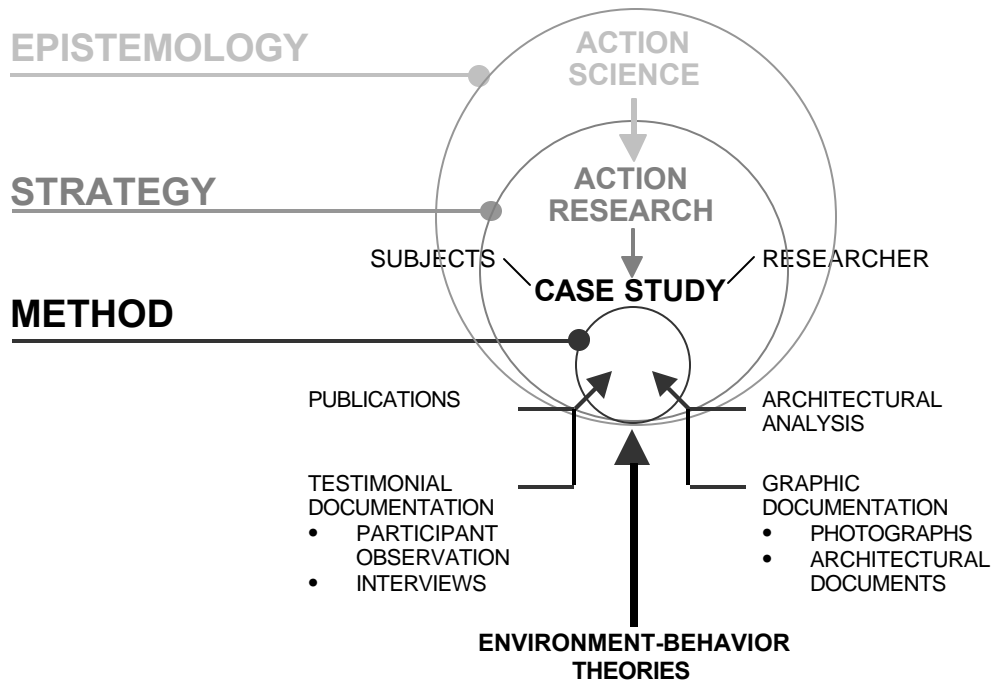 EPISTEMOLOGY
ACTION
SCIENCE
STRATEGY
ACTION
RESEARCH
SUBJECTS
RESEARCHER
CASE STUDY
METHOD
PUBLICATIONS
ARCHITECTURAL
ANALYSIS
TESTIMONIAL
DOCUMENTATION
• PARTICIPANT
OBSERVATION
• INTERVIEWS
GRAPHIC
DOCUMENTATION
• PHOTOGRAPHS
• ARCHITECTURAL
DOCUMENTS
ENVIRONMENT-BEHAVIOR
THEORIES